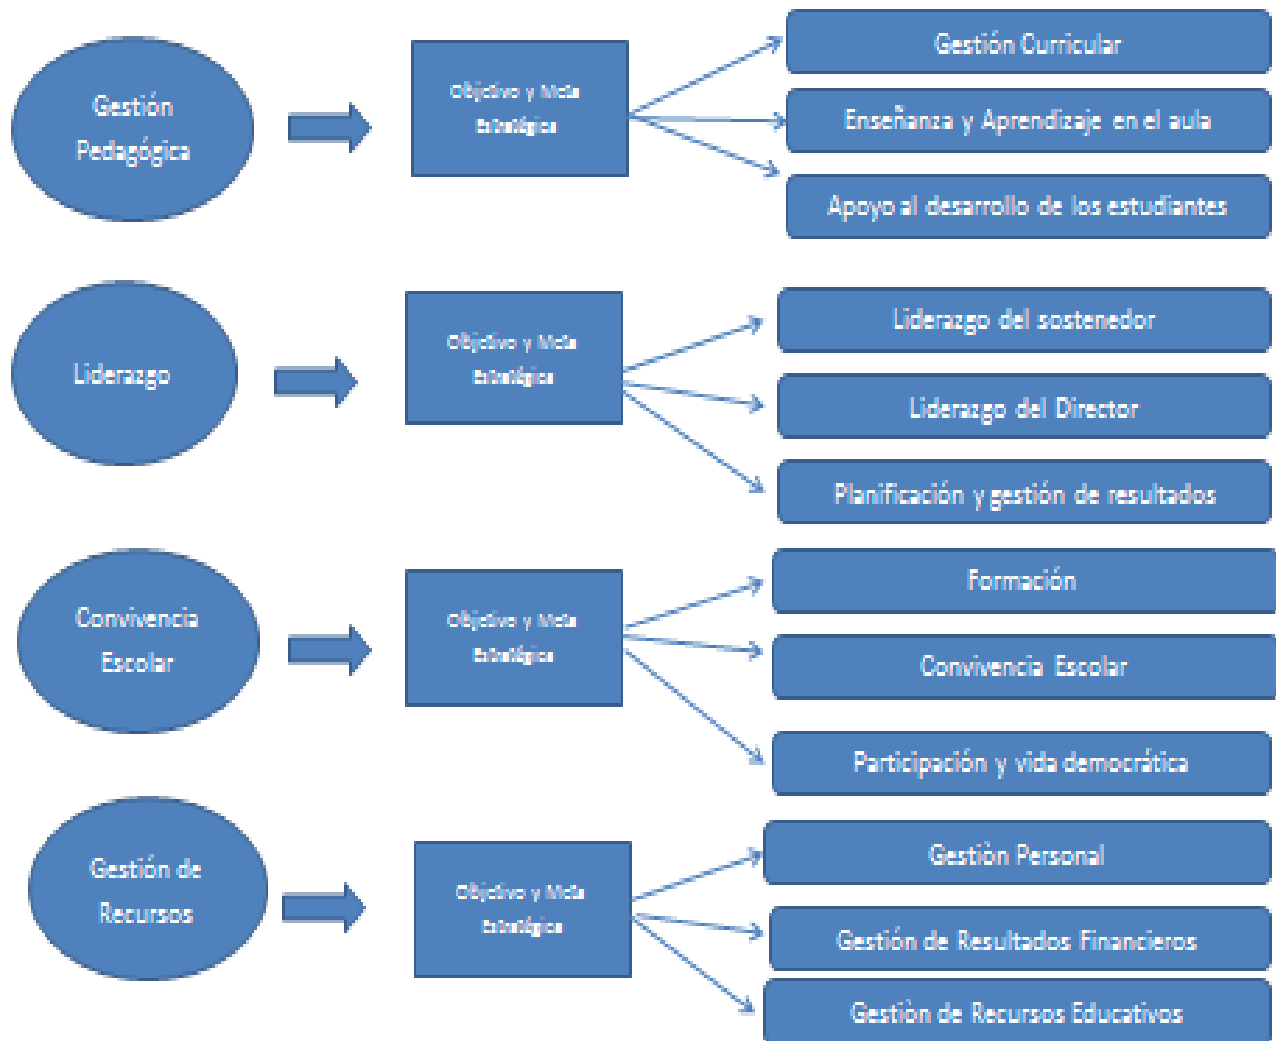 Gestión
Pedagógica
Objetivo y Meta
Estratégica
Gestión Curricular
Enseñanza y Aprendizaje en el aula
Apoyo al desarrollo de los estudiantes
Liderazgo
Objetivo y Meta
Estratégica
Liderazgo del sostenedor
Liderazgo del Director
Planificación y gestión de resultados
Convivencia
Escolar
Objetivo y Meta
Estratégica
Formación
Convivencia Escolar
Participación y vida democrática
Gestión de
Recursos
Objetivo y Meta
Estratégica
Gestiòn Personal
Gestión de Resultados Financieros
Gestiòn de Recursos Educativos